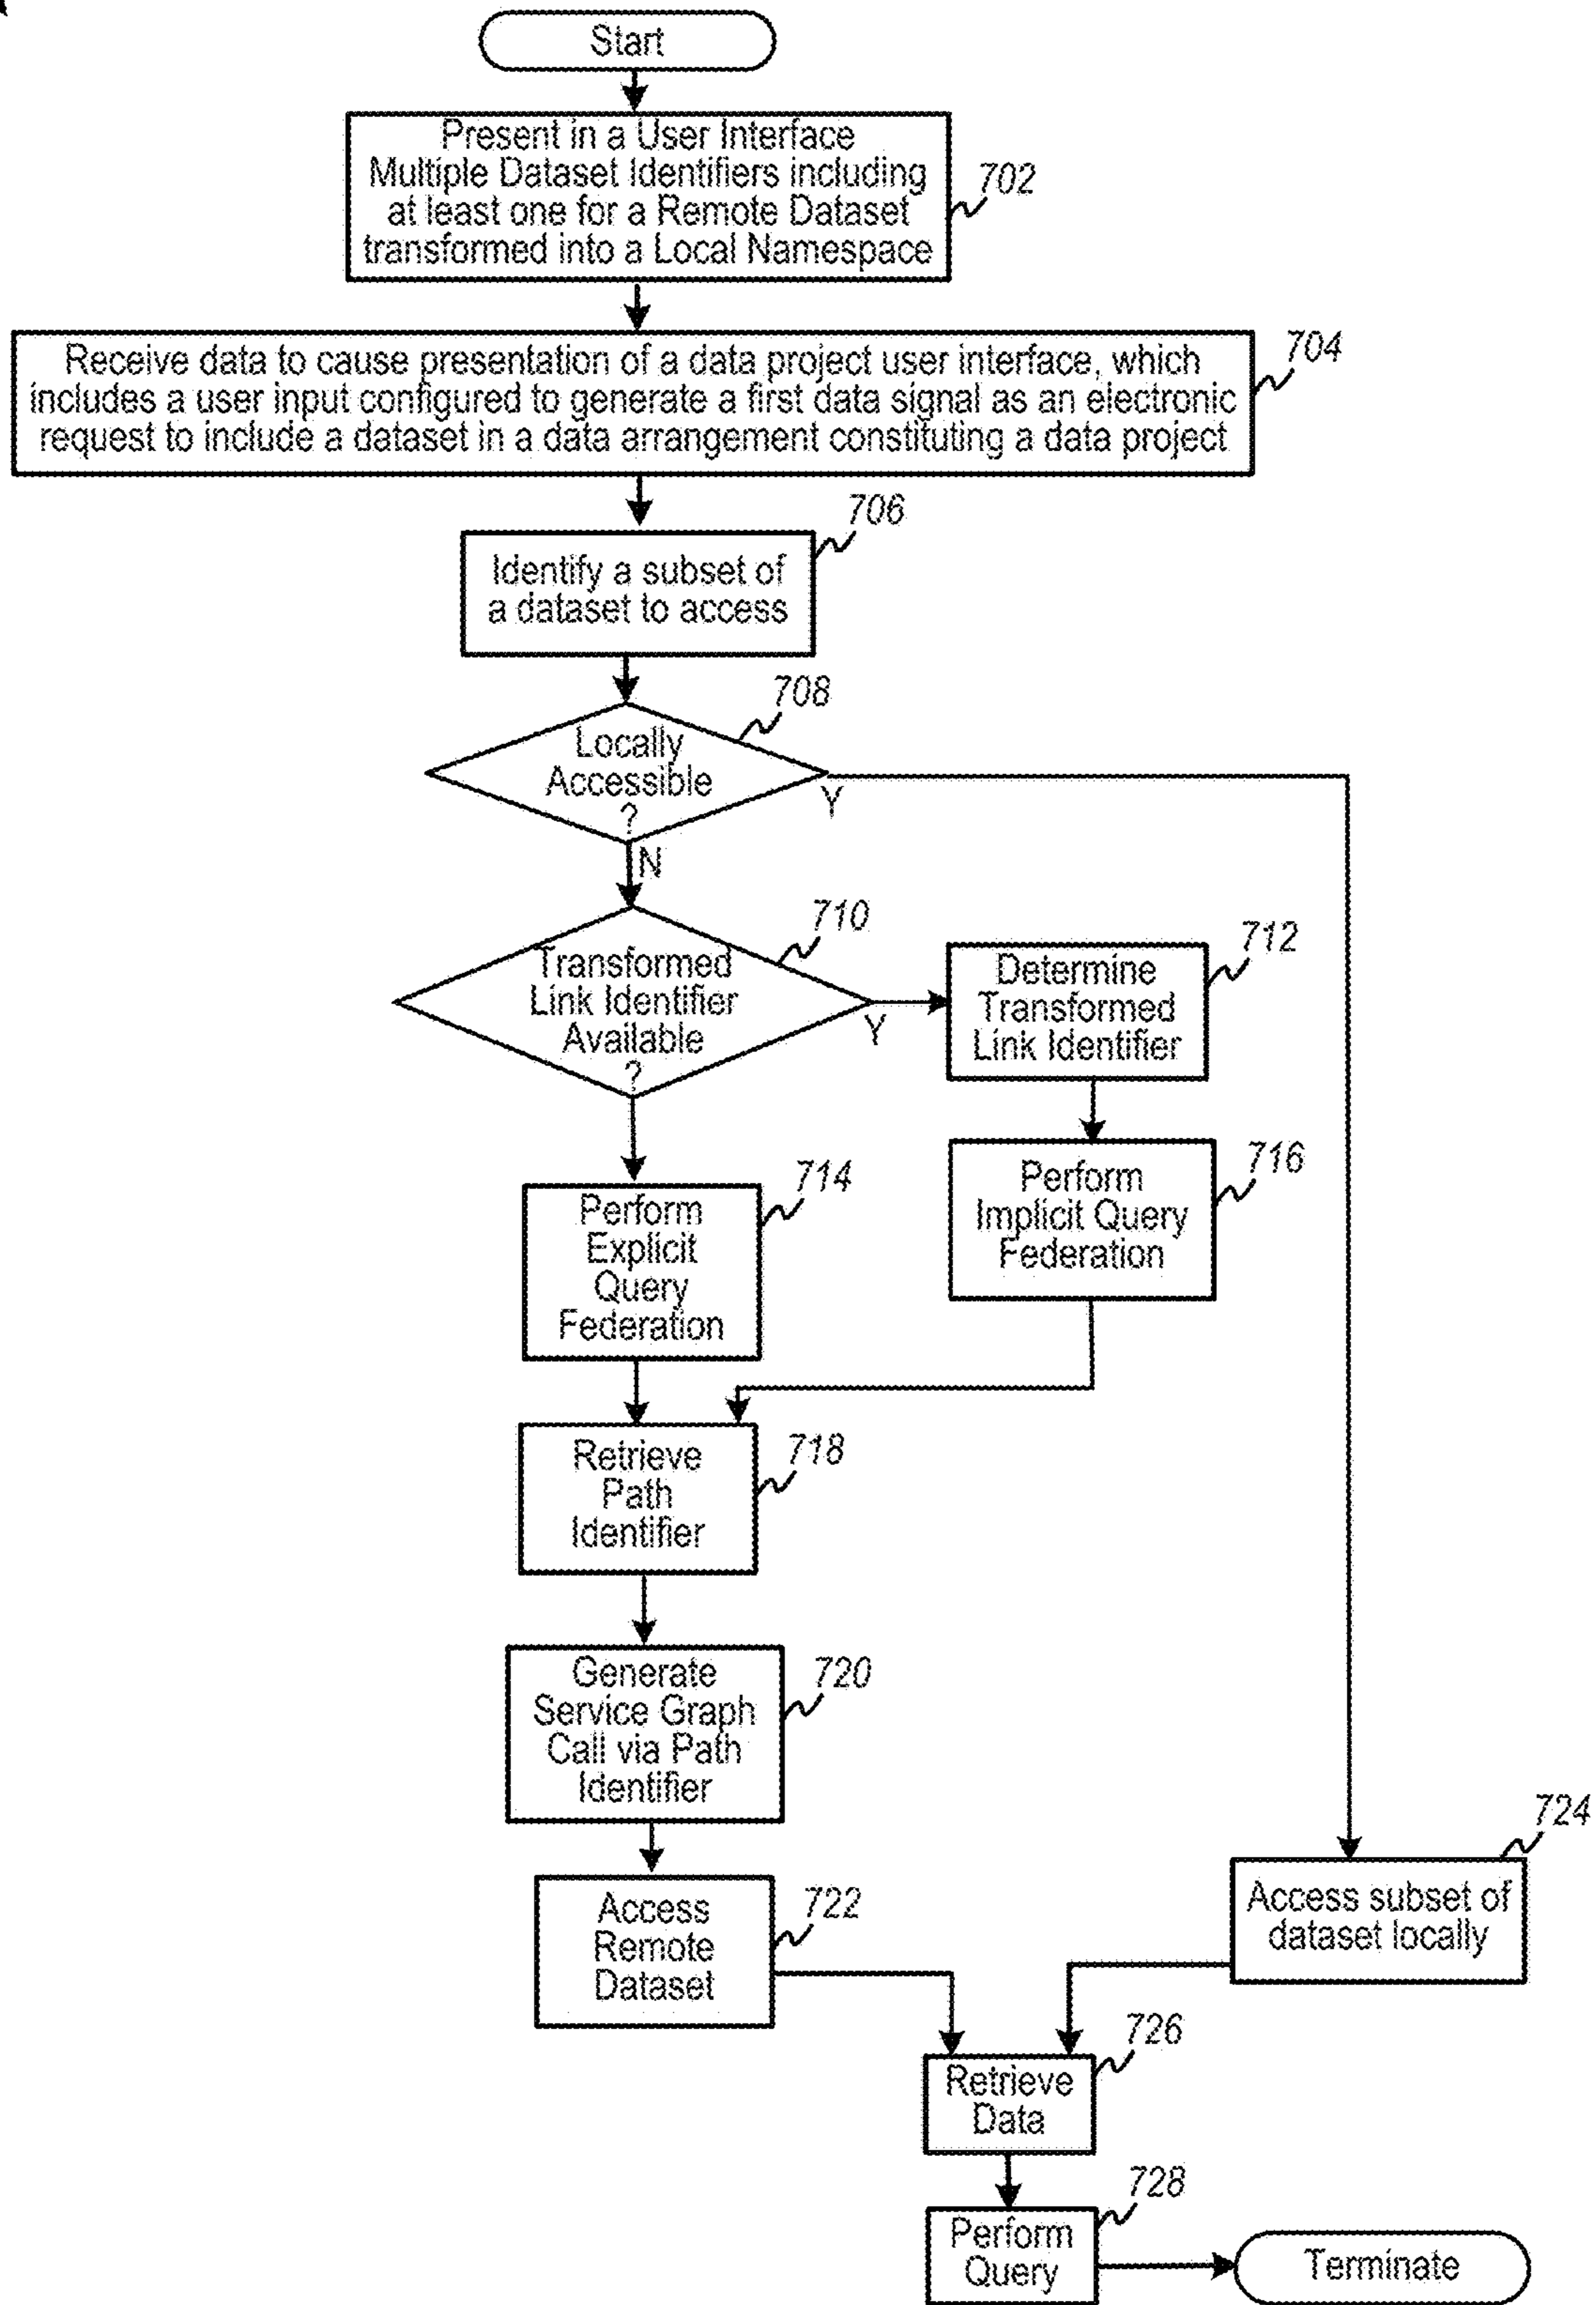 Start
Present in a User Interface
Multiple Dataset Identifiers including
at least one for a Remote Dataset
transformed into a Local Namespace
702
Receive data to cause presentation of a data project user interface, which
includes a user input configured to generate a first data signal as an electronic
request to include a dataset in a data arrangement constituting a data project
704
706
Identify a subset of
a dataset to access
708
Locally
Accessible
?
Y
N
710
Transformed
Link Identifier
Available
?
Y
712
Determine
Transformed
Link Identifier
714
Perform
Explicit
Query
Federation
716
Perform
Implicit Query
Federation
718
Retrieve
Path
Identifier
720
Generate
Service Graph
Call via Path
Identifier
722
Access
Remote
Dataset
724
Access subset of
dataset locally
726
Retrieve
Data
728
Perform
Query
Terminate